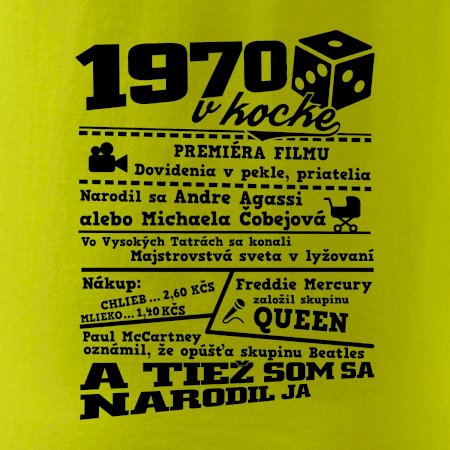 1970
v kocke
PREMIÉRA FILMU
Dovidenia v pekle, priatelia
Narodil sa Andre Agassi
alebo Michaela Čobejová
Vo Vysokých Tatrách sa konali
Majstrovstvá sveta v lyžovaní
Nákup:
CHLIEB ... 2,60 KČS
MLIEKO ... 1,40 KČS
Freddie Mercury
založil skupinu
QUEEN
Paul McCartney
oznámil, že opúšťa skupinu Beatles
A TIEŽ SOM SA
NARODIL JA